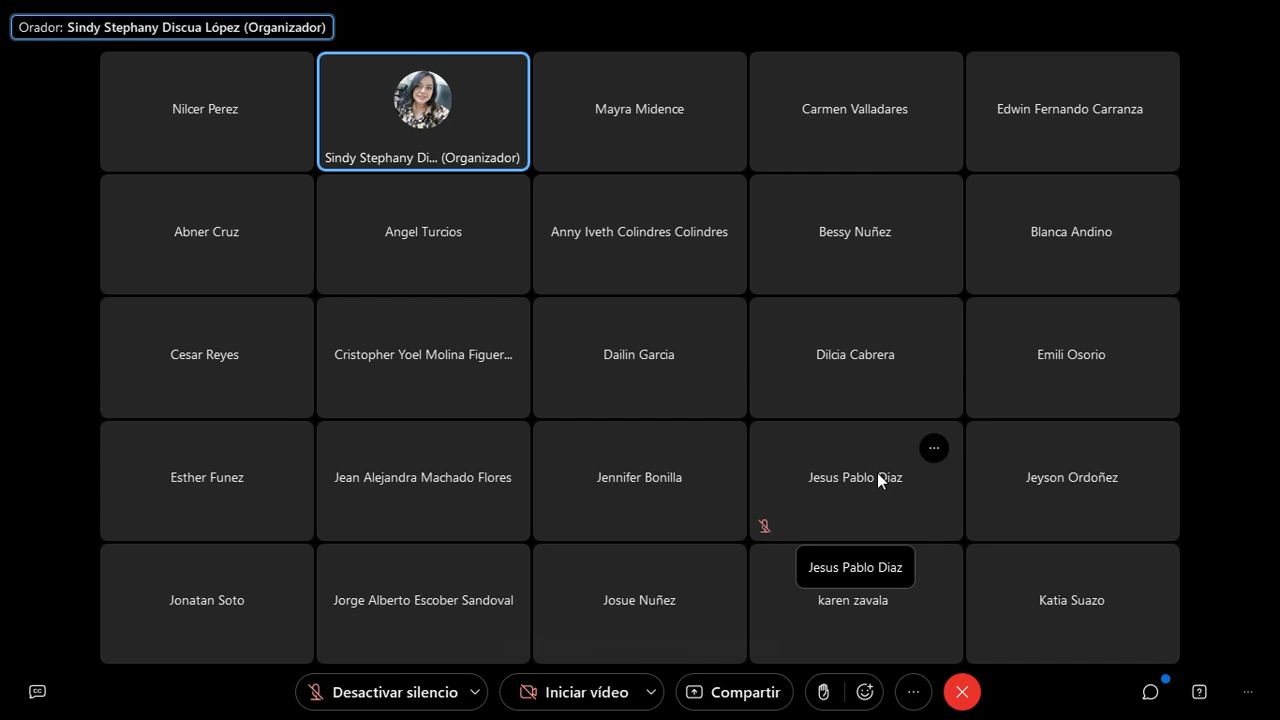 Orador: Sindy Stephany Discua López (Organizador)
Nilcer Perez
Sindy Stephany Di... (Organizador)
Mayra Midence
Carmen Valladares
Edwin Fernando Carranza
Abner Cruz
Angel Turcios
Anny Iveth Colindres Colindres
Bessy Nuñez
Blanca Andino
Cesar Reyes
Cristopher Yoel Molina Figuer...
Dailin Garcia
Dilcia Cabrera
Emili Osorio
Esther Funez
Jean Alejandra Machado Flores
Jennifer Bonilla
Jesus Pablo Diaz
Jeyson Ordoñez
Jesus Pablo Diaz
Jonatan Soto
Jorge Alberto Escober Sandoval
Josue Nuñez
karen zavala
Katia Suazo
Desactivar silencio
Iniciar vídeo
Compartir